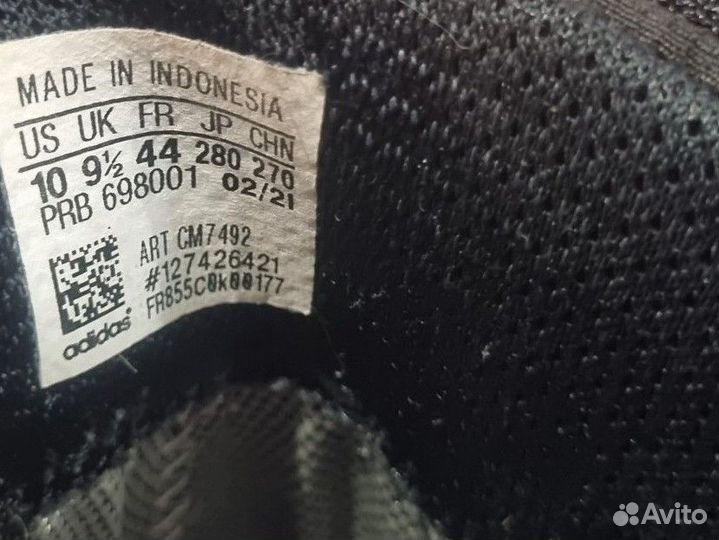 MADE IN INDONESIA
US UK FR JP CHN
10 9½ 44 280 270
PRB 698001 02/21
ART CM7492
#127426421
FR855C0k00177
adidas
Avito